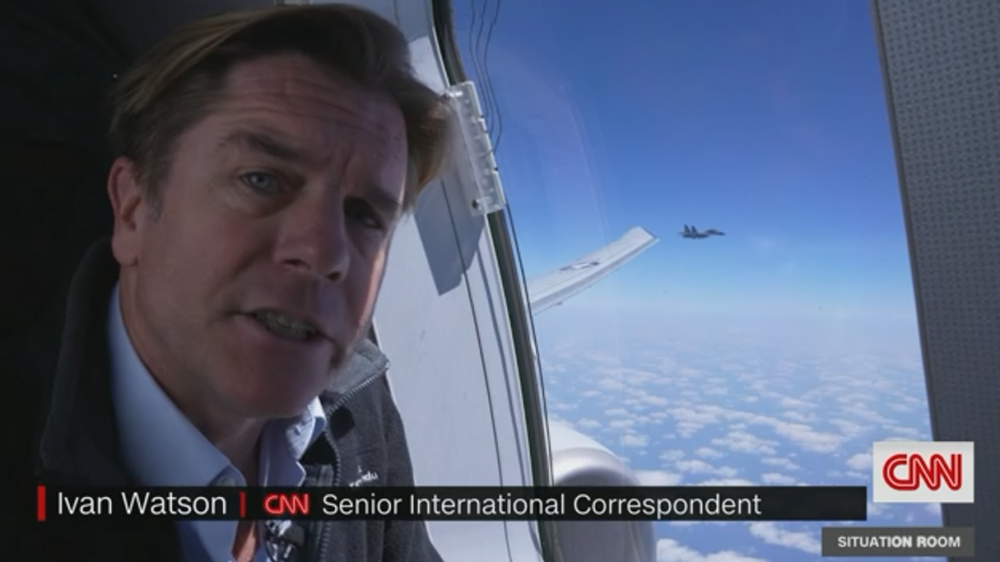 Ivan Watson | CNN Senior International Correspondent
CNN
SITUATION ROOM